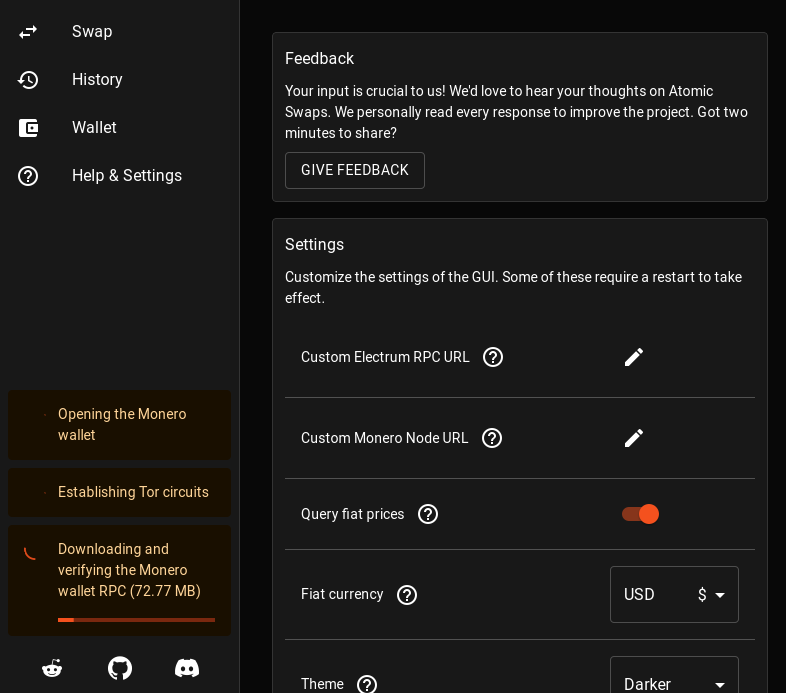 Swap
History
Wallet
Help & Settings
Opening the Monero
wallet
Establishing Tor circuits
Downloading and
verifying the Monero
wallet RPC (72.77 MB)
Feedback
Your input is crucial to us! We'd love to hear your thoughts on Atomic
Swaps. We personally read every response to improve the project. Got two
minutes to share?
GIVE FEEDBACK
Settings
Customize the settings of the GUI. Some of these require a restart to take
effect.
Custom Electrum RPC URL
Custom Monero Node URL
Query fiat prices
Fiat currency
USD $
Theme
Darker